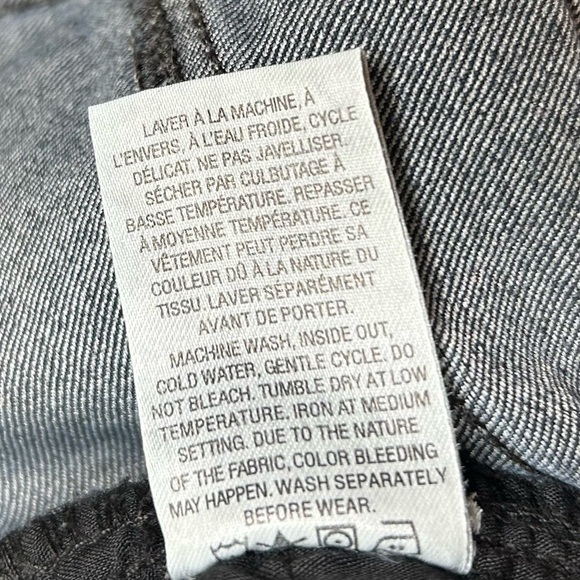 LAVER À LA MACHINE, À
L'ENVERS, À L'EAU FROIDE, CYCLE
DÉLICAT. NE PAS JAVELLISER.
SÉCHER PAR CULBUTAGE À
BASSE TEMPÉRATURE. REPASSER
À MOYENNE TEMPÉRATURE. CE
VÊTEMENT PEUT PERDRE SA
COULEUR DÛ À LA NATURE DU
TISSU. LAVER SÉPARÉMENT
AVANT DE PORTER.
MACHINE WASH, INSIDE OUT,
COLD WATER, GENTLE CYCLE. DO
NOT BLEACH. TUMBLE DRY AT LOW
TEMPERATURE. IRON AT MEDIUM
SETTING. DUE TO THE NATURE
OF THE FABRIC, COLOR BLEEDING
MAY HAPPEN. WASH SEPARATELY
BEFORE WEAR.